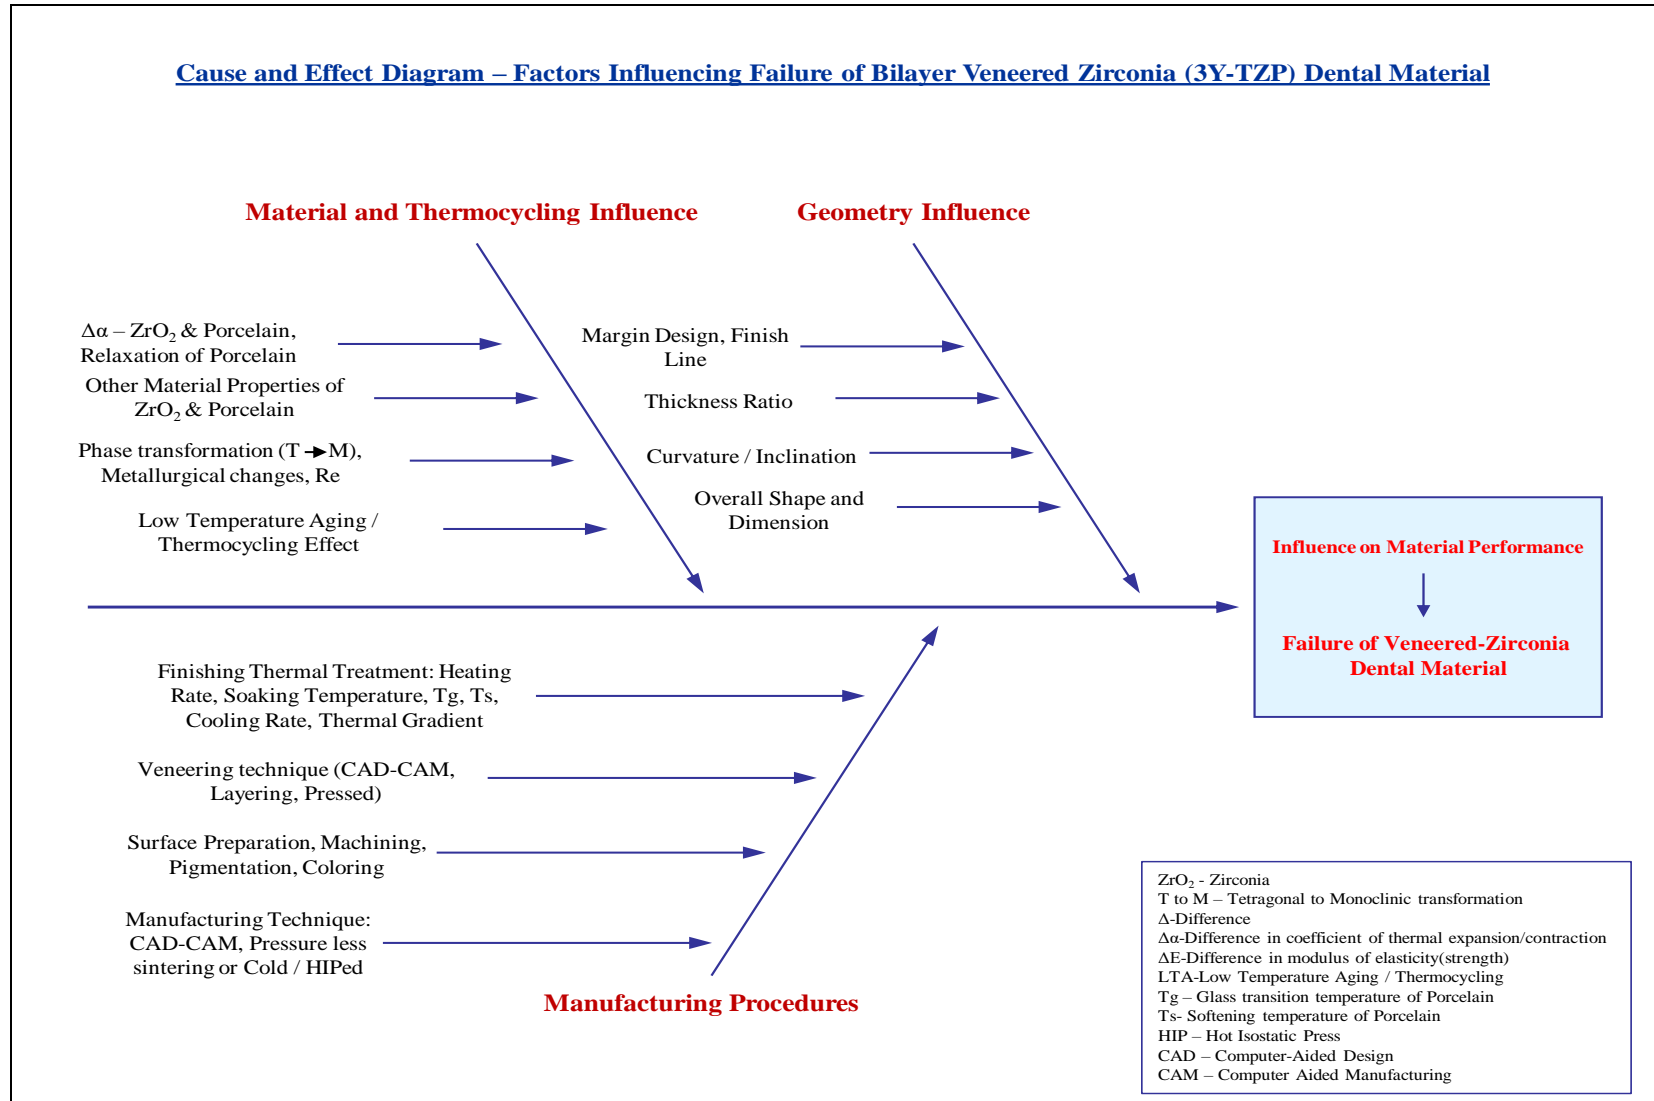 Cause and Effect Diagram – Factors Influencing Failure of Bilayer Veneered Zirconia (3Y-TZP) Dental Material
Material and Thermocycling Influence
Δα – ZrO₂ & Porcelain,
Relaxation of Porcelain
Other Material Properties of
ZrO₂ & Porcelain
Phase transformation (T → M),
Metallurgical changes, Re
Low Temperature Aging /
Thermocycling Effect
Geometry Influence
Margin Design, Finish
Line
Thickness Ratio
Curvature / Inclination
Overall Shape and
Dimension
Influence on Material Performance
Failure of Veneered-Zirconia
Dental Material
Finishing Thermal Treatment: Heating
Rate, Soaking Temperature, Tg, Ts,
Cooling Rate, Thermal Gradient
Veneering technique (CAD-CAM,
Layering, Pressed)
Surface Preparation, Machining,
Pigmentation, Coloring
Manufacturing Technique:
CAD-CAM, Pressure less
sintering or Cold / HIPed
Manufacturing Procedures
ZrO₂ - Zirconia
T to M – Tetragonal to Monoclinic transformation
Δ-Difference
Δα-Difference in coefficient of thermal expansion/contraction
ΔE-Difference in modulus of elasticity(strength)
LTA-Low Temperature Aging / Thermocycling
Tg – Glass transition temperature of Porcelain
Ts- Softening temperature of Porcelain
HIP – Hot Isostatic Press
CAD – Computer-Aided Design
CAM – Computer Aided Manufacturing